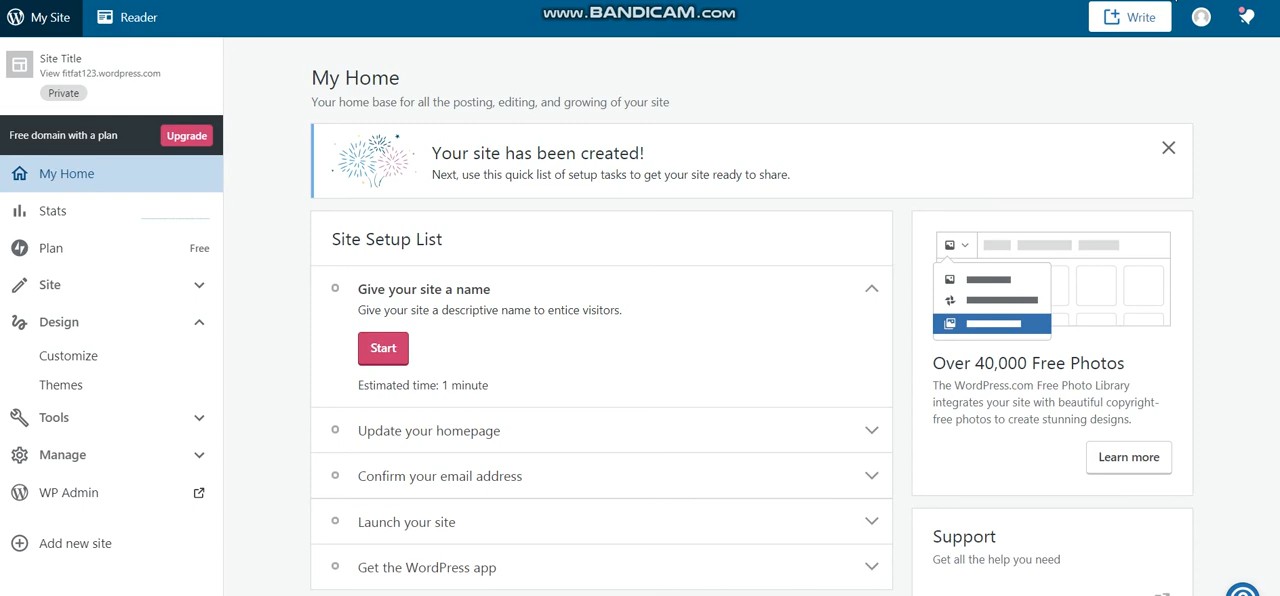 My Site
Reader
www.BANDICAM.com
Write
Site Title
View fitfat123.wordpress.com
Private
Free domain with a plan
Upgrade
My Home
Stats
Plan
Free
Site
Design
Customize
Themes
Tools
Manage
WP Admin
Add new site
My Home
Your home base for all the posting, editing, and growing of your site
Your site has been created!
Next, use this quick list of setup tasks to get your site ready to share.
Site Setup List
Give your site a name
Give your site a descriptive name to entice visitors.
Start
Estimated time: 1 minute
Update your homepage
Confirm your email address
Launch your site
Get the WordPress app
Over 40,000 Free Photos
The WordPress.com Free Photo Library
integrates your site with beautiful copyright-
free photos to create stunning designs.
Learn more
Support
Get all the help you need